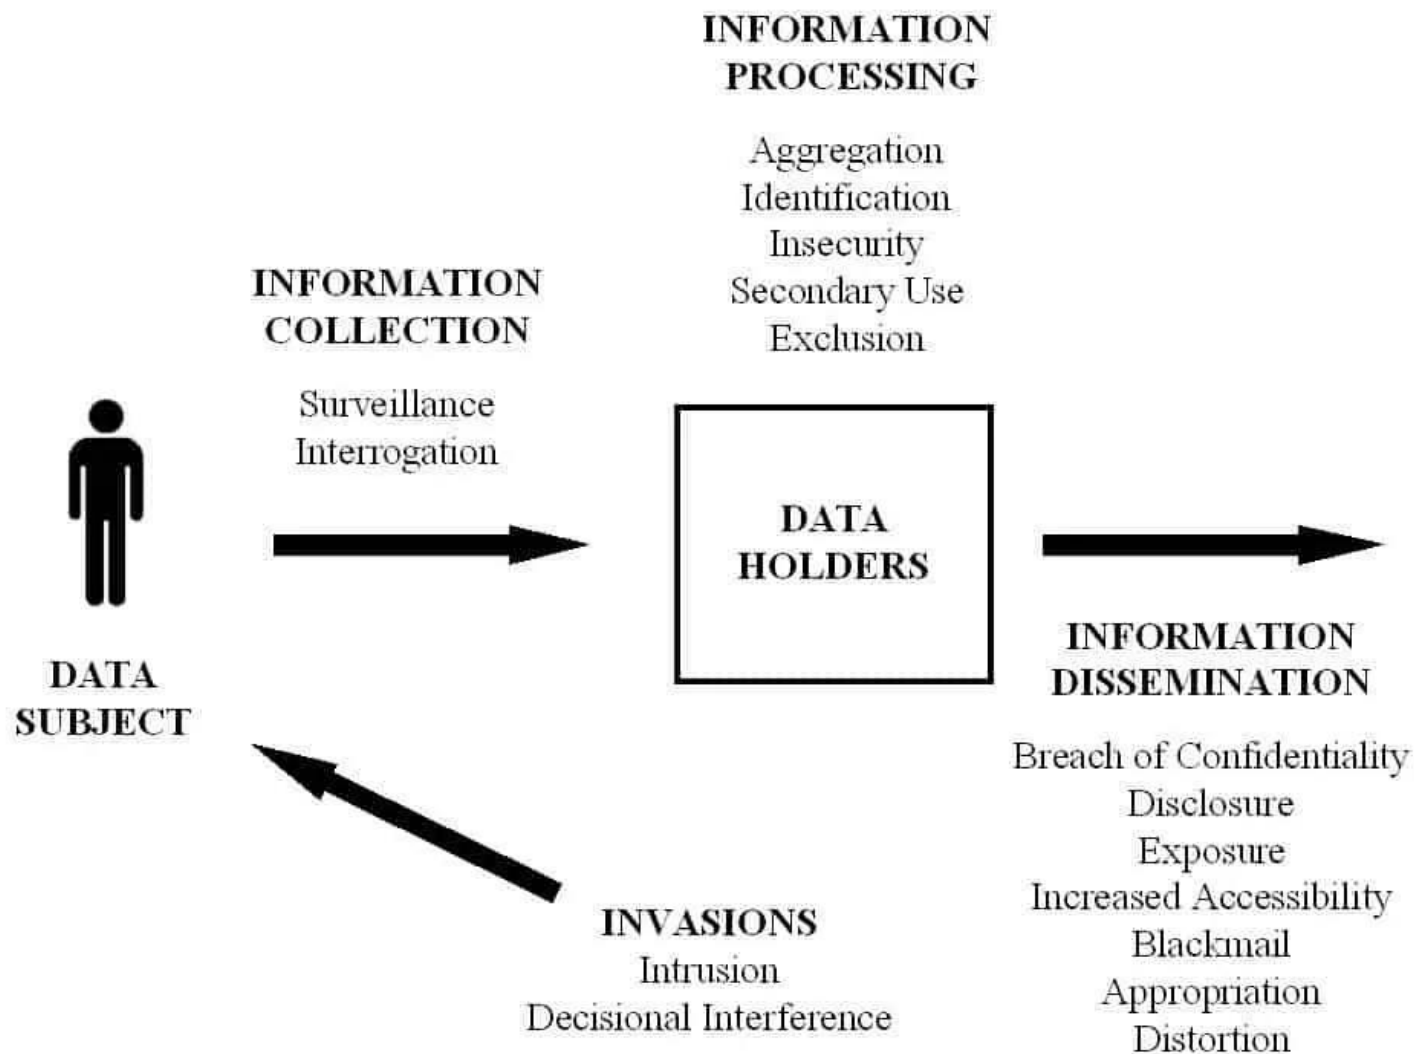 INFORMATION
PROCESSING
Aggregation
Identification
Insecurity
Secondary Use
Exclusion
INFORMATION
COLLECTION
Surveillance
Interrogation
DATA
SUBJECT
DATA
HOLDERS
INFORMATION
DISSEMINATION
Breach of Confidentiality
Disclosure
Exposure
Increased Accessibility
Blackmail
Appropriation
Distortion
INVASIONS
Intrusion
Decisional Interference